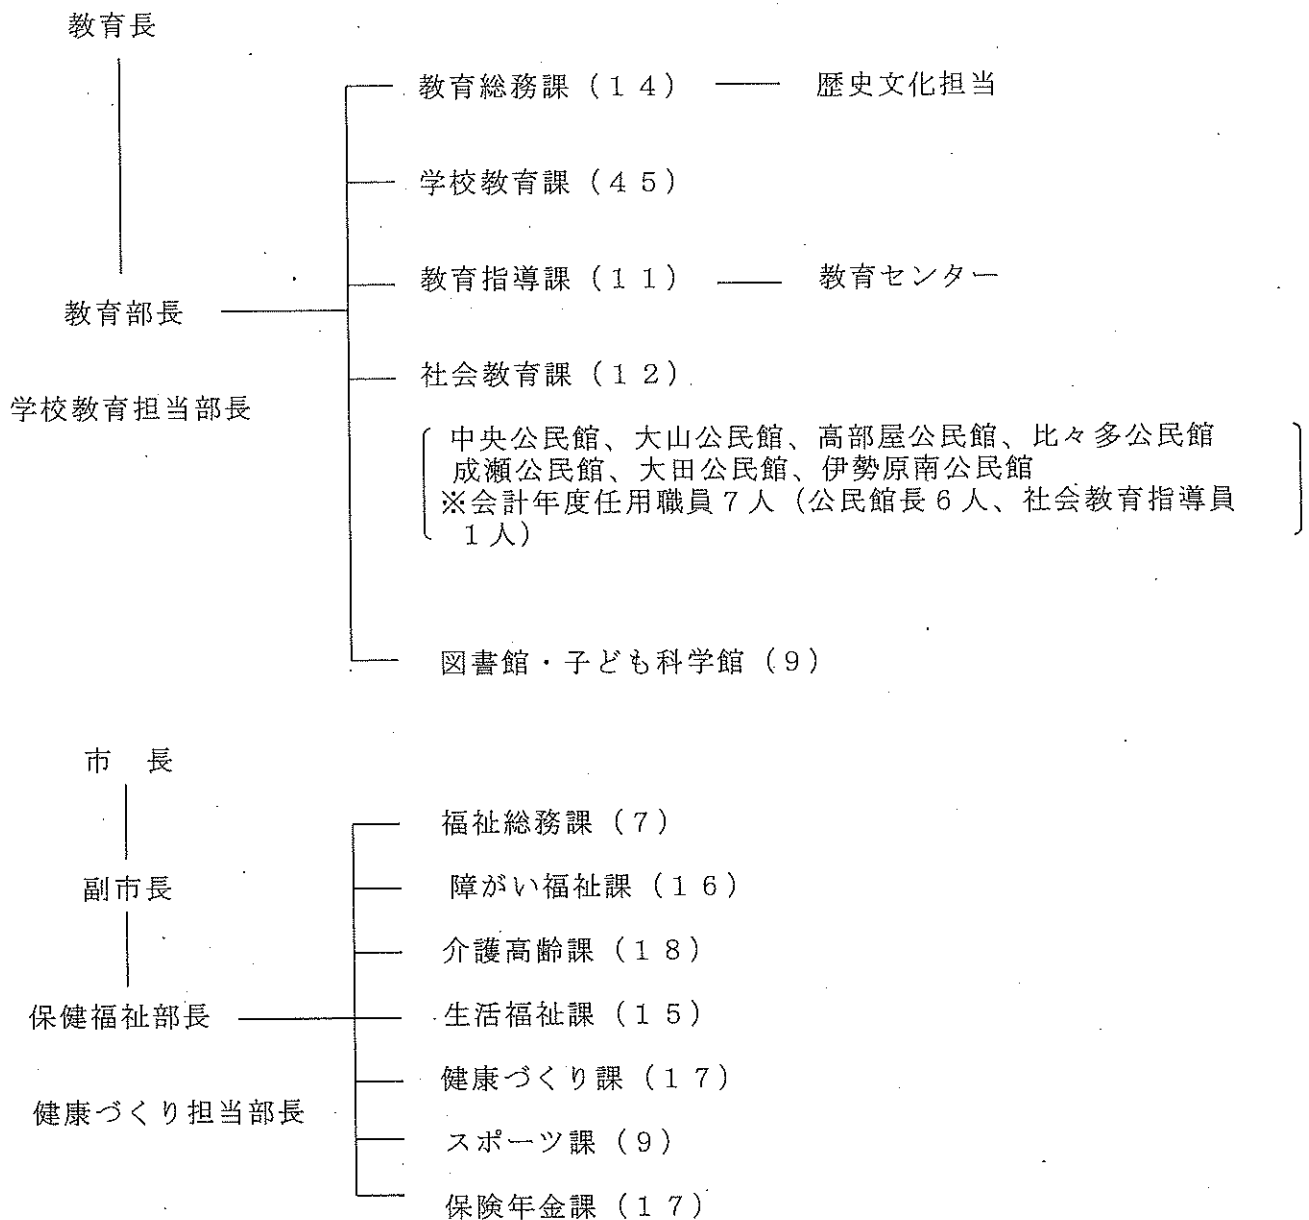 教育長
教育総務課(14) 歴史文化担当
学校教育課(45)
教育指導課(11) 教育センター
教育部長
社会教育課(12)
学校教育担当部長
中央公民館、大山公民館、高部屋公民館、比々多公民館
成瀬公民館、大田公民館、伊勢原南公民館
※会計年度任用職員7人(公民館長6人、社会教育指導員
1人)
図書館・子ども科学館(9)
市 長
福祉総務課(7)
副市長
障がい福祉課(16)
介護高齢課(18)
保健福祉部長
生活福祉課(15)
健康づくり課(17)
健康づくり担当部長
スポーツ課(9)
保険年金課(17)